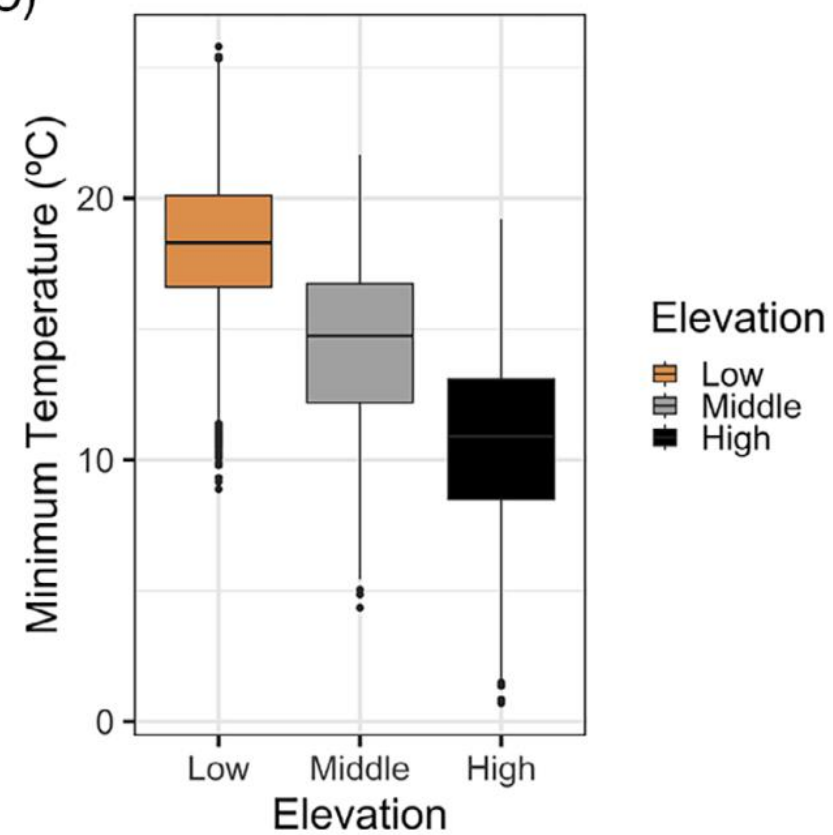 Minimum Temperature (ºC)
20
10
0
Low Middle High
Elevation
Elevation
Low
Middle
High